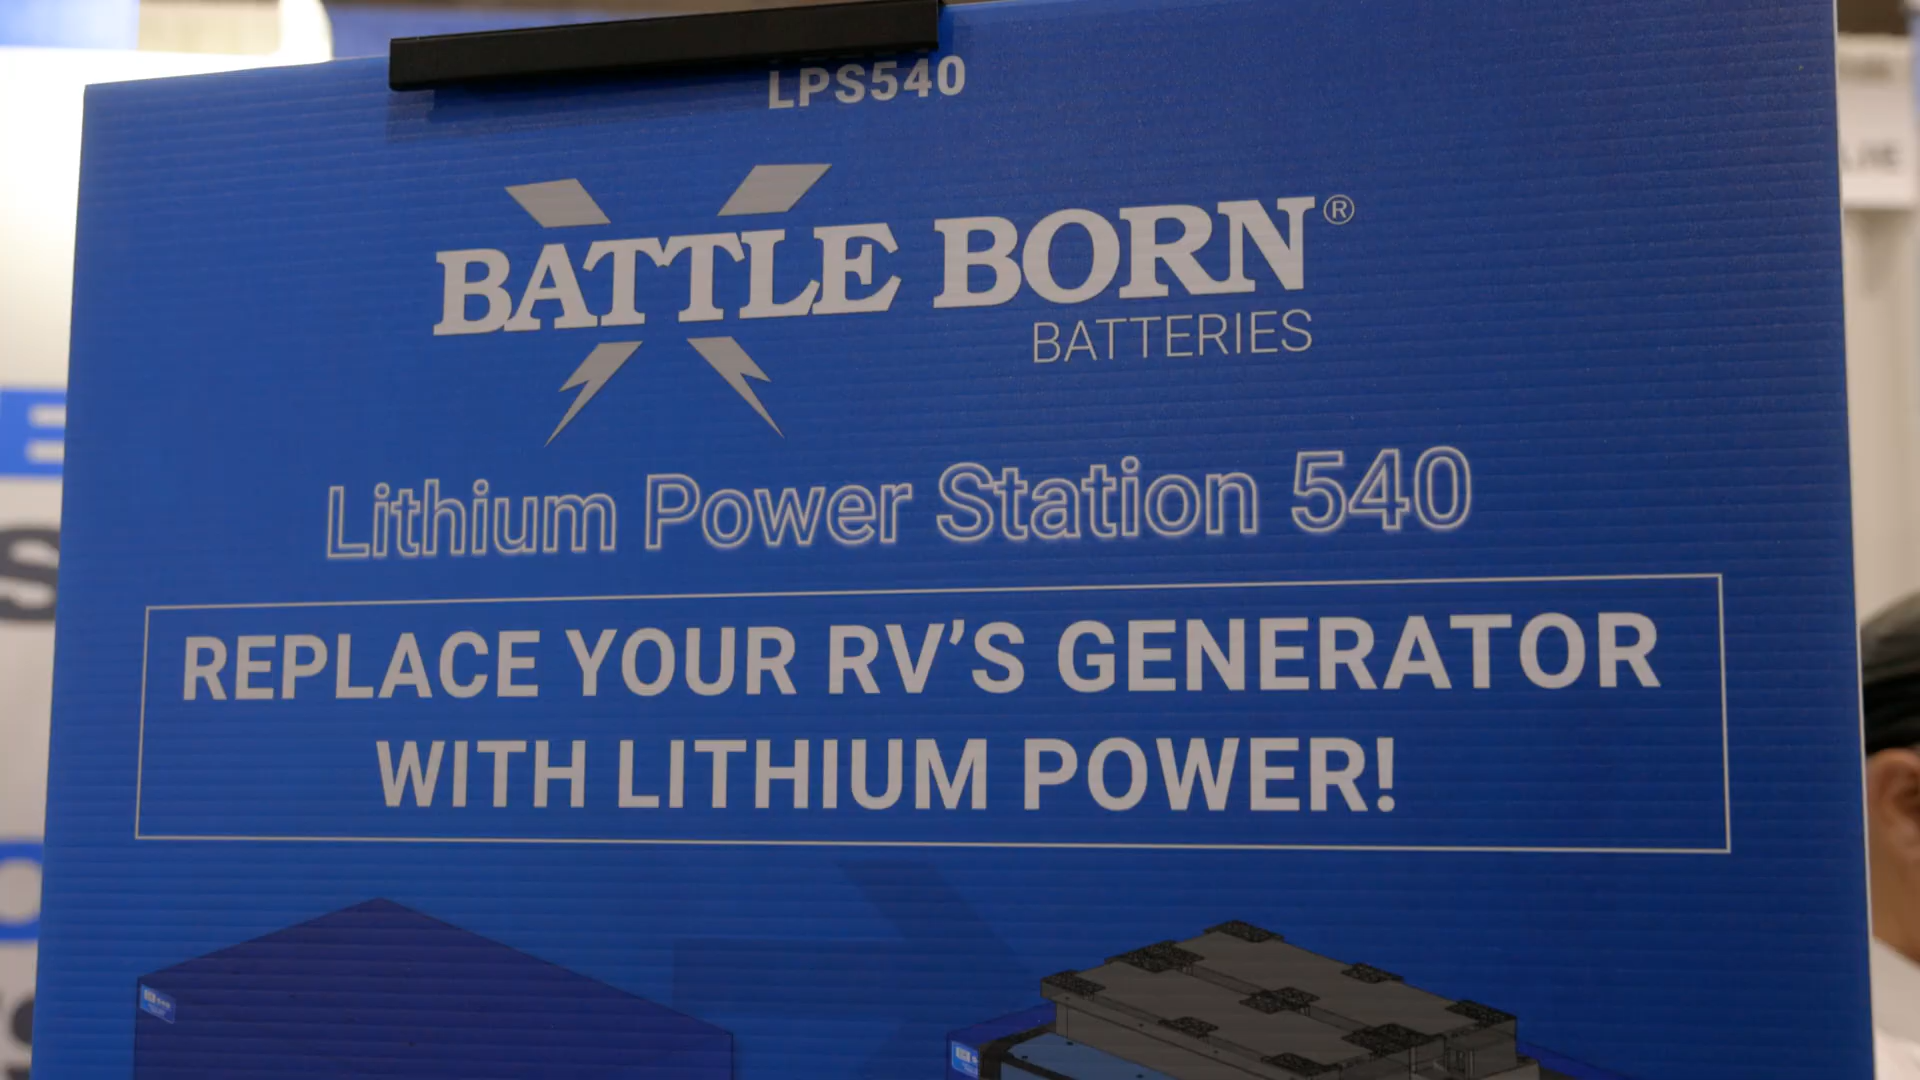 LPS540
BATTLE BORN®
BATTERIES
Lithium Power Station 540
REPLACE YOUR RV’S GENERATOR
WITH LITHIUM POWER!